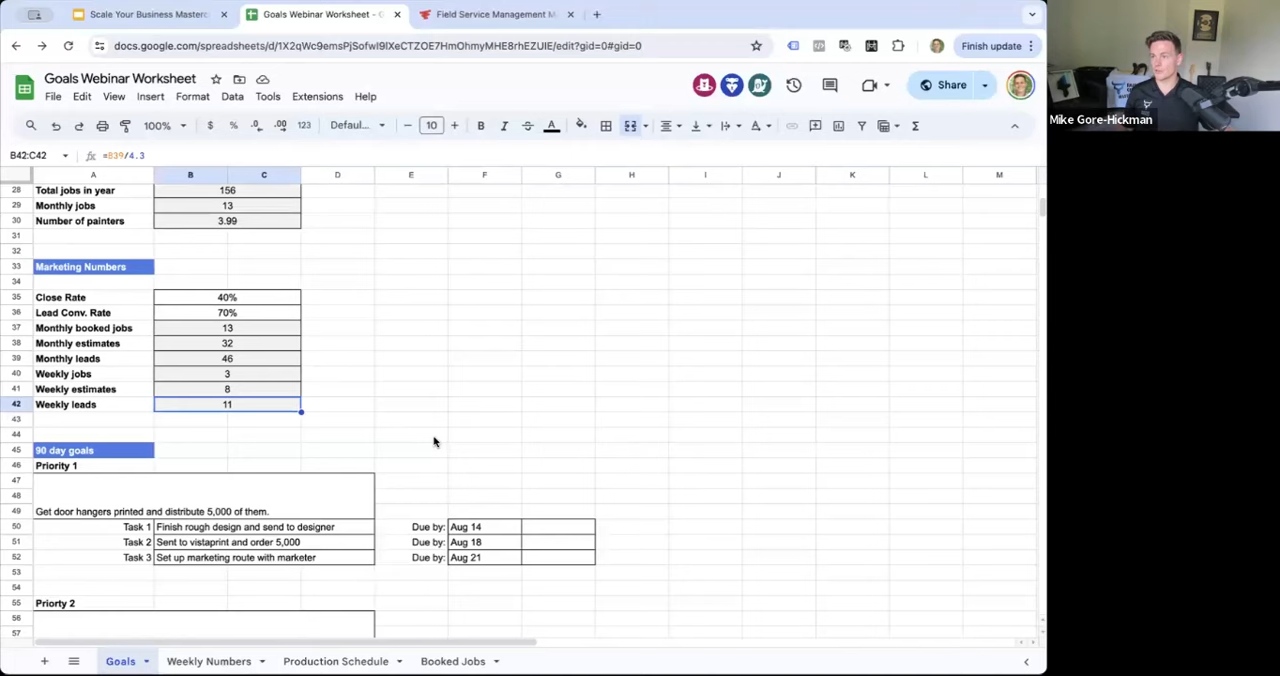 Scale Your Business Masterc
Goals Webinar Worksheet - G
Field Service Management M
docs.google.com/spreadsheets/d/1X2qWc9emsPjSofwI9lXeCTZOE7HmOhmyMHE8rhEZUIE/edit?gid=0#gid=0
Finish update
Goals Webinar Worksheet
File Edit View Insert Format Data Tools Extensions Help
Share
Mike Gore-Hickman
100% $ % .0 .00 123 Defaul... 10 B I A
B42:C42 fx =B39/4.3
A B C D E F G H I J K L M
28 Total jobs in year 156
29 Monthly jobs 13
30 Number of painters 3.99
31
32
33 Marketing Numbers
34
35 Close Rate 40%
36 Lead Conv. Rate 70%
37 Monthly booked jobs 13
38 Monthly estimates 32
39 Monthly leads 46
40 Weekly jobs 3
41 Weekly estimates 8
42 Weekly leads 11
43
44
45 90 day goals
46 Priority 1
47
48
49 Get door hangers printed and distribute 5,000 of them.
50 Task 1 Finish rough design and send to designer Due by: Aug 14
51 Task 2 Sent to vistaprint and order 5,000 Due by: Aug 18
52 Task 3 Set up marketing route with marketer Due by: Aug 21
53
54
55 Priorty 2
56
57
Goals Weekly Numbers Production Schedule Booked Jobs